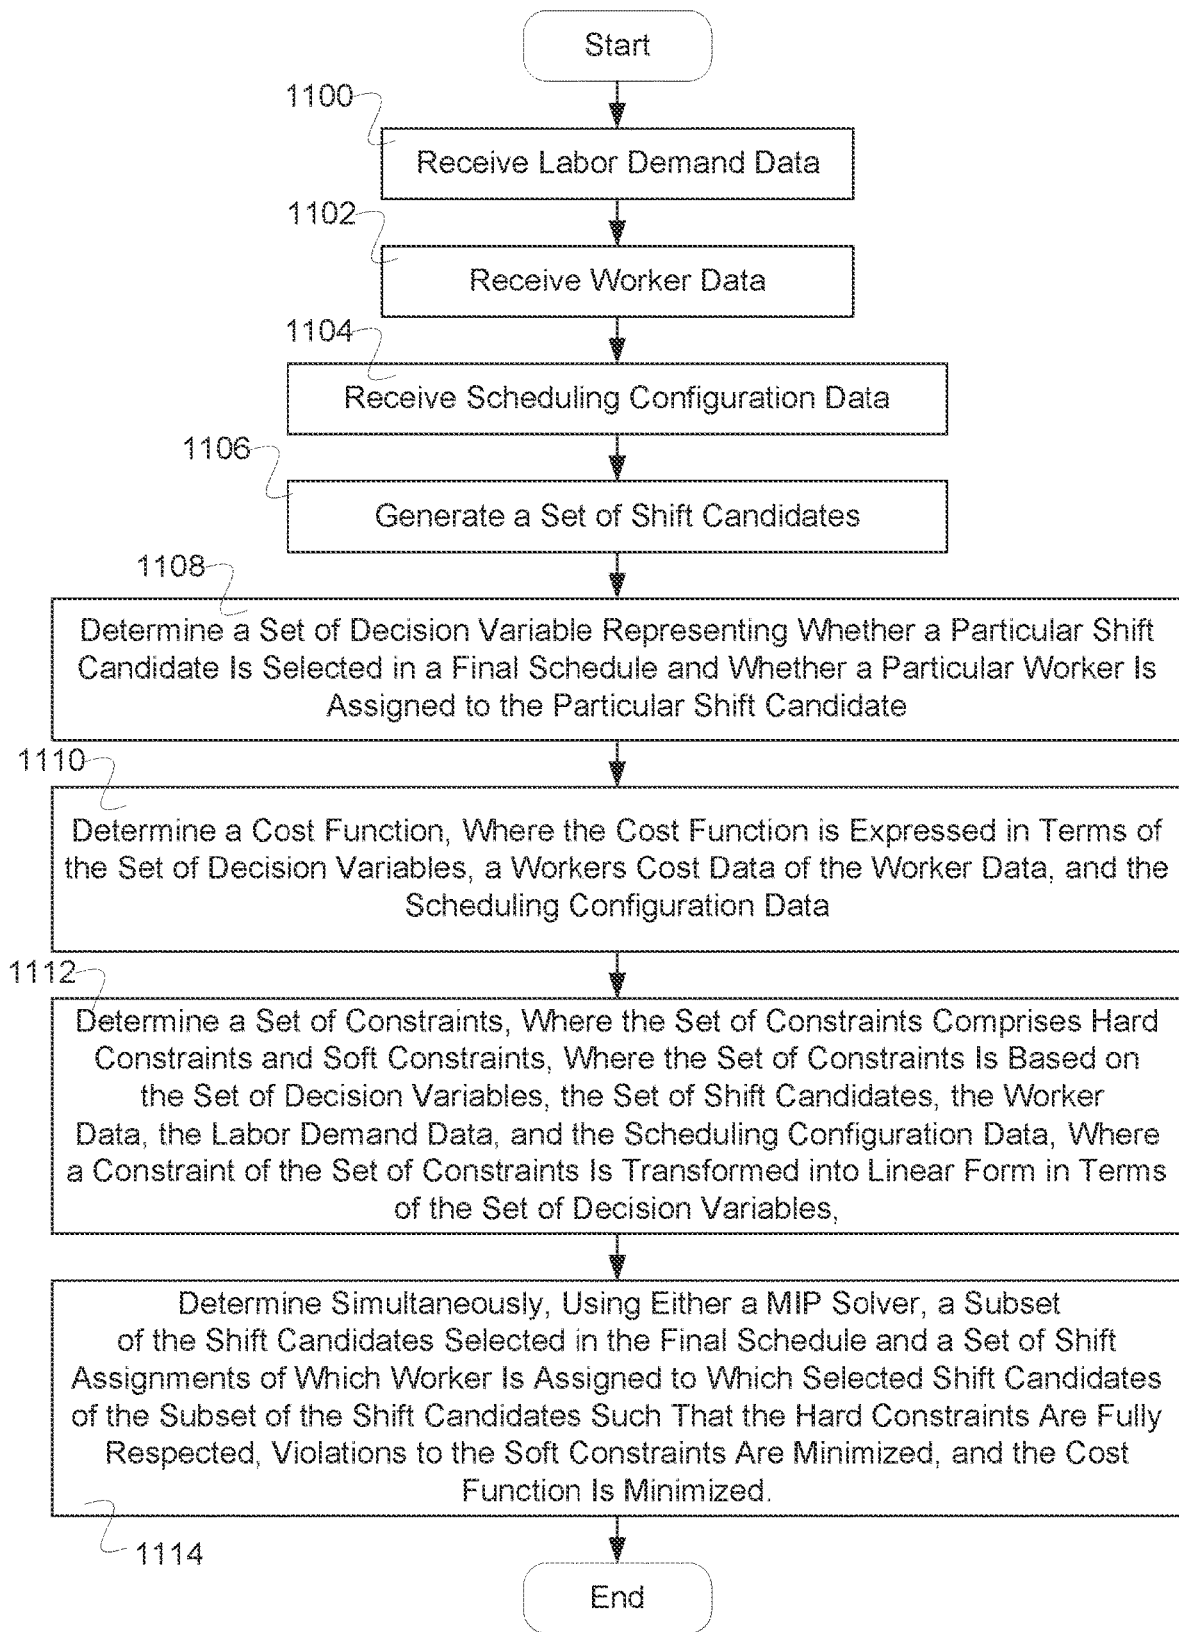 Start
1100
Receive Labor Demand Data
1102
Receive Worker Data
1104
Receive Scheduling Configuration Data
1106
Generate a Set of Shift Candidates
1108
Determine a Set of Decision Variable Representing Whether a Particular Shift
Candidate Is Selected in a Final Schedule and Whether a Particular Worker Is
Assigned to the Particular Shift Candidate
1110
Determine a Cost Function, Where the Cost Function is Expressed in Terms of
the Set of Decision Variables, a Workers Cost Data of the Worker Data, and the
Scheduling Configuration Data
1112
Determine a Set of Constraints, Where the Set of Constraints Comprises Hard
Constraints and Soft Constraints, Where the Set of Constraints Is Based on
the Set of Decision Variables, the Set of Shift Candidates, the Worker
Data, the Labor Demand Data, and the Scheduling Configuration Data, Where
a Constraint of the Set of Constraints Is Transformed into Linear Form in Terms
of the Set of Decision Variables,
Determine Simultaneously, Using Either a MIP Solver, a Subset
of the Shift Candidates Selected in the Final Schedule and a Set of Shift
Assignments of Which Worker Is Assigned to Which Selected Shift Candidates
of the Subset of the Shift Candidates Such That the Hard Constraints Are Fully
Respected, Violations to the Soft Constraints Are Minimized, and the Cost
Function Is Minimized.
1114
End